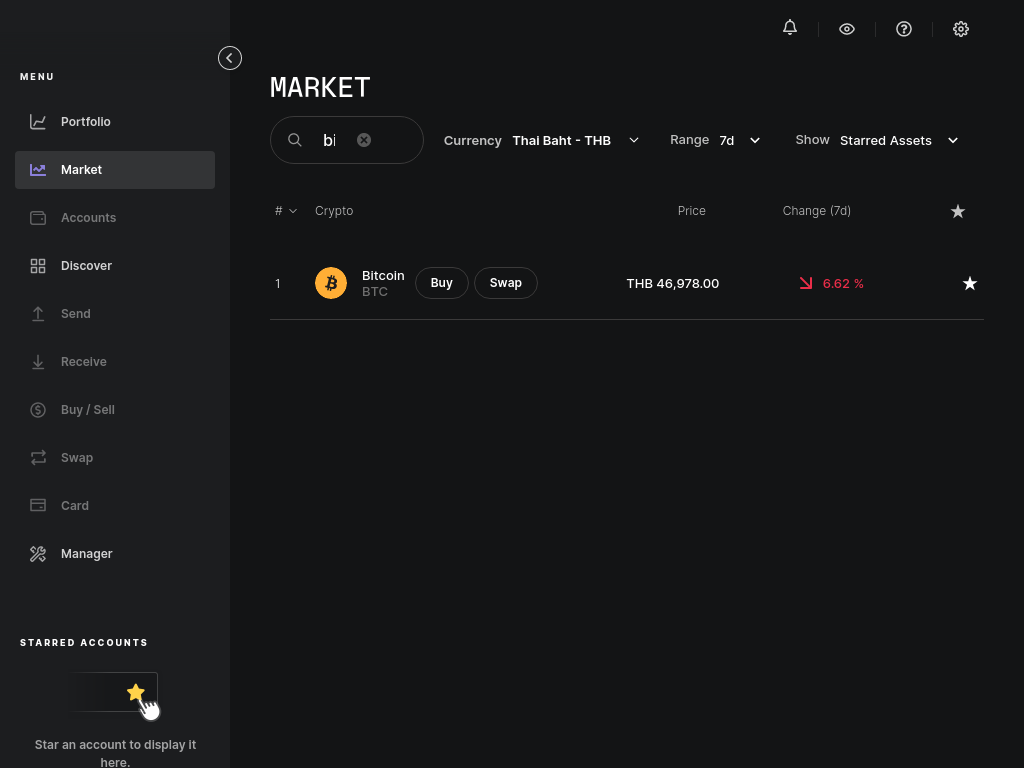 MENU
Portfolio
Market
Accounts
Discover
Send
Receive
Buy / Sell
Swap
Card
Manager
STARRED ACCOUNTS
Star an account to display it
here.
MARKET
bi
Currency Thai Baht - THB
Range 7d
Show Starred Assets
# Crypto Price Change (7d)
1 Bitcoin BTC Buy Swap THB 46,978.00 6.62 %